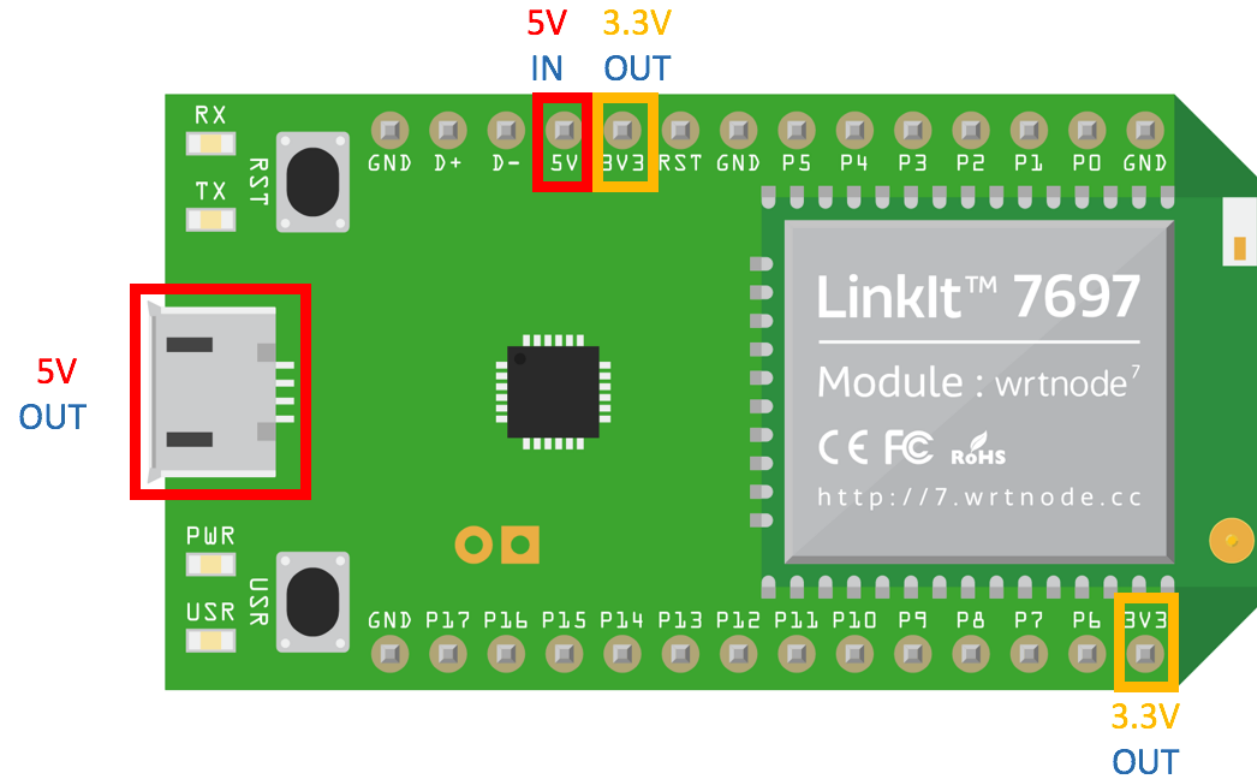 5V 3.3V
IN OUT
RX
TX
RST
GND D+ D- 5V 3V3 RST GND P5 P4 P3 P2 P1 P0 GND
LinkIt™ 7697
Module : wrtnode⁷
CE FC RoHS
http://7.wrtnode.cc
5V
OUT
PWR
USR
USR
GND P17 P16 P15 P14 P13 P12 P11 P10 P9 P8 P7 P6 3V3
3.3V
OUT